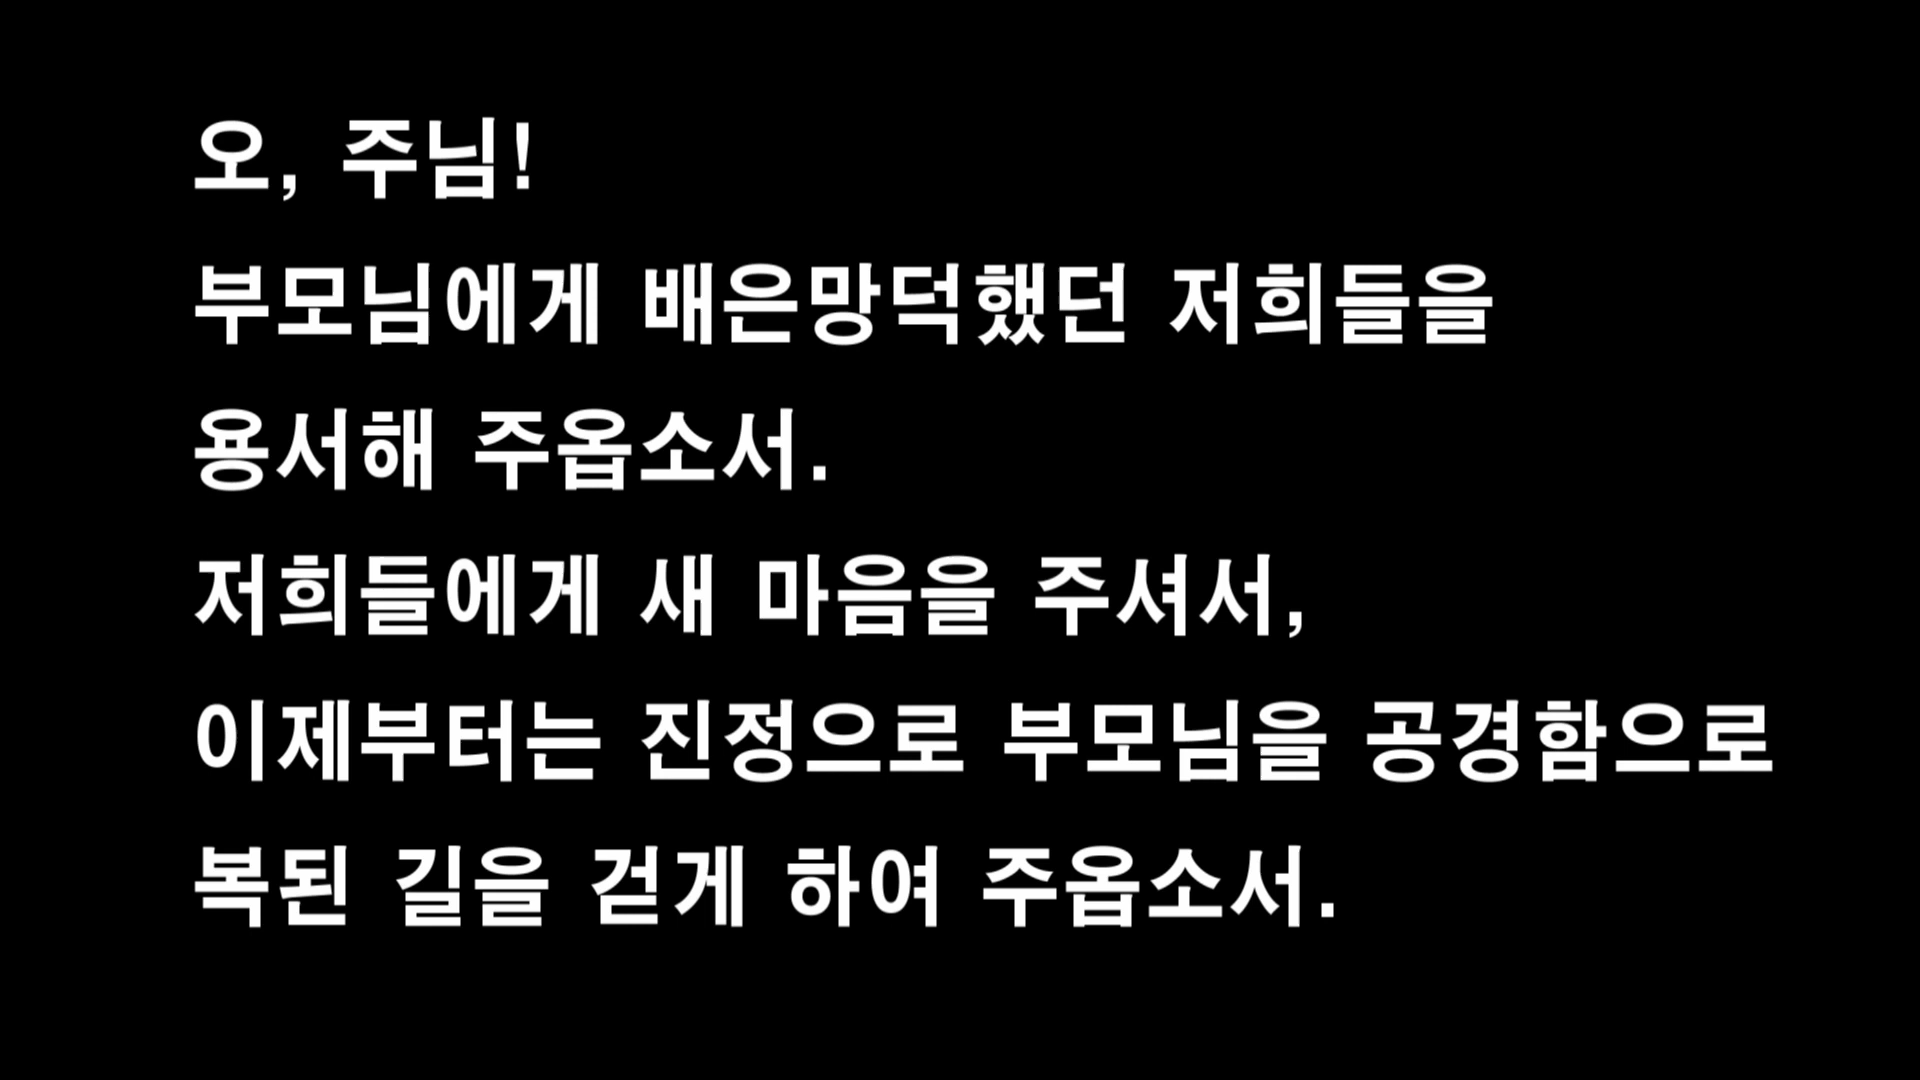 오, 주님!
부모님에게 배은망덕했던 저희들을
용서해 주옵소서.
저희들에게 새 마음을 주셔서,
이제부터는 진정으로 부모님을 공경함으로
복된 길을 걷게 하여 주옵소서.